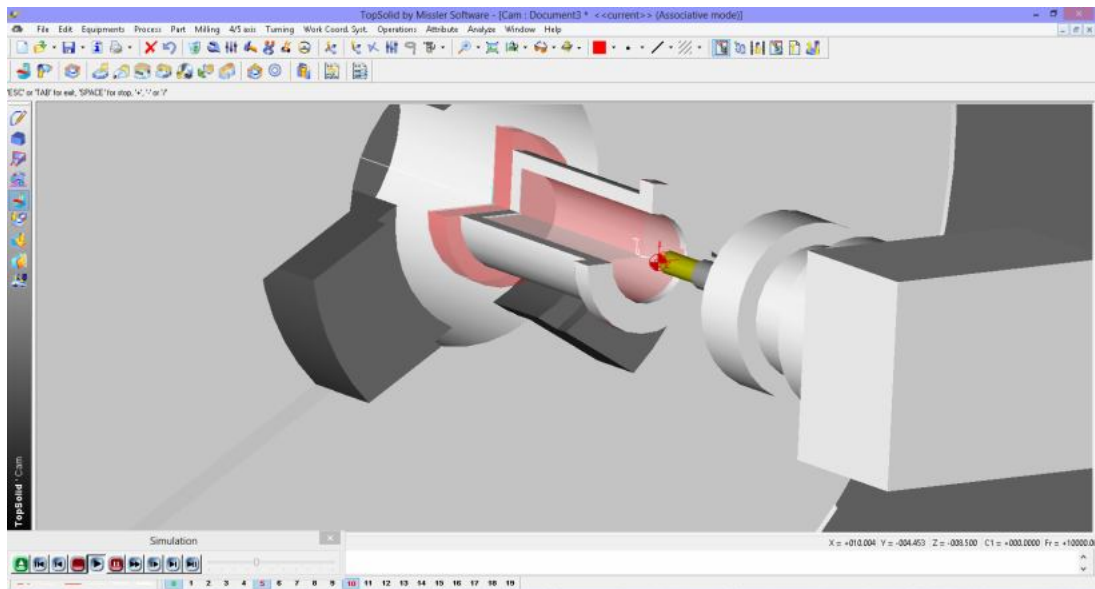 TopSolid by Missler Software - [Cam : Document3 * <<current>> (Associative mode)]
File Edit Equipments Process Part Milling 4/5 axis Turning Work Coord. Syst. Operations Attribute Analyze Window Help
'ESC' or 'TAB' for exit, 'SPACE' for stop, '+', '-' or '/'
TopSolid'Cam
Simulation
X = +010.004 Y = -004.453 Z = -008.500 C1 = +000.0000 Fr = +10000.0
0 1 2 3 4 5 6 7 8 9 10 11 12 13 14 15 16 17 18 19